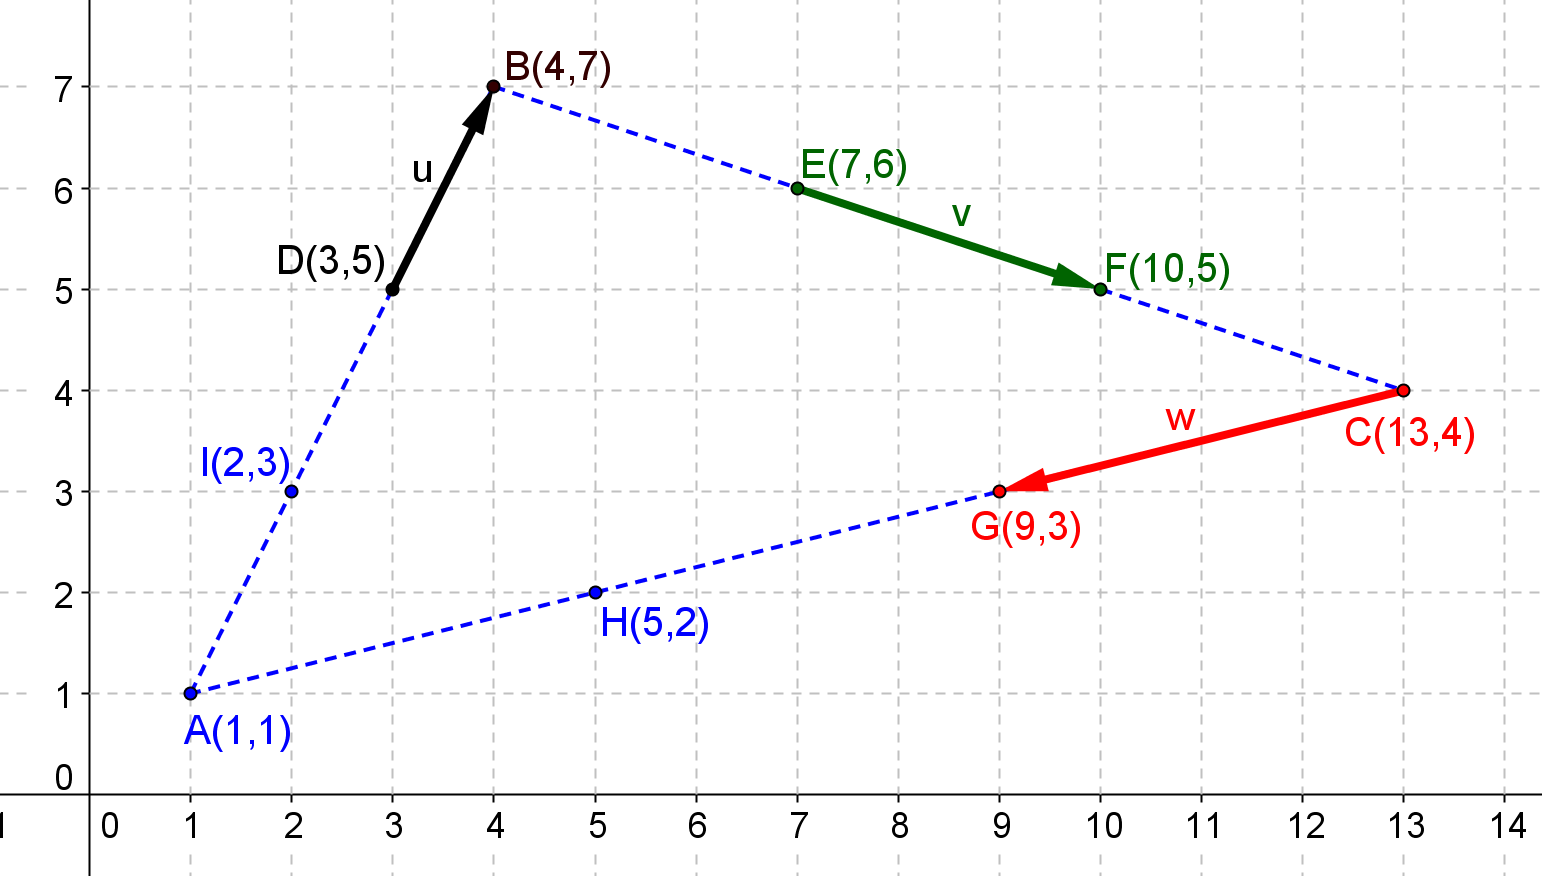 B(4,7)
7
E(7,6)
u
6
v
D(3,5)
F(10,5)
5
4
w
C(13,4)
I(2,3)
3
G(9,3)
2
H(5,2)
1
A(1,1)
0
0 1 2 3 4 5 6 7 8 9 10 11 12 13 14